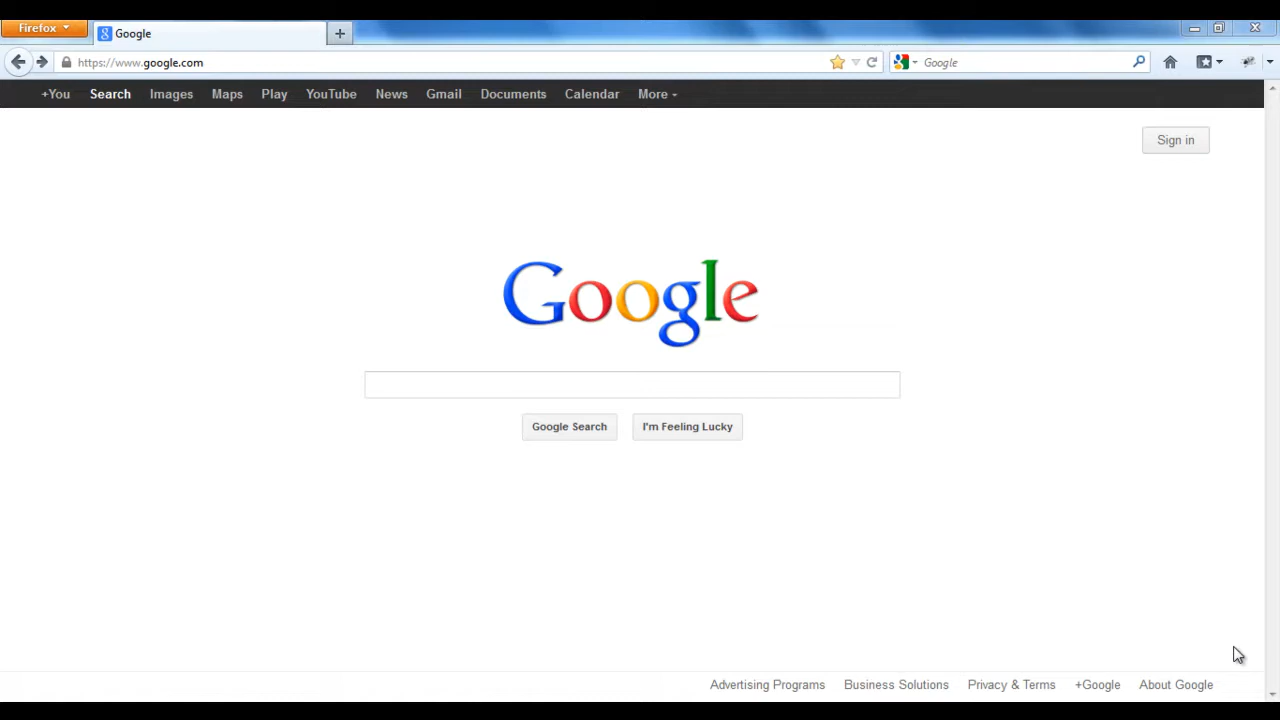 Firefox
Google
https://www.google.com
Google
+You Search Images Maps Play YouTube News Gmail Documents Calendar More
Sign in
Google
Google Search I'm Feeling Lucky
Advertising Programs Business Solutions Privacy & Terms +Google About Google